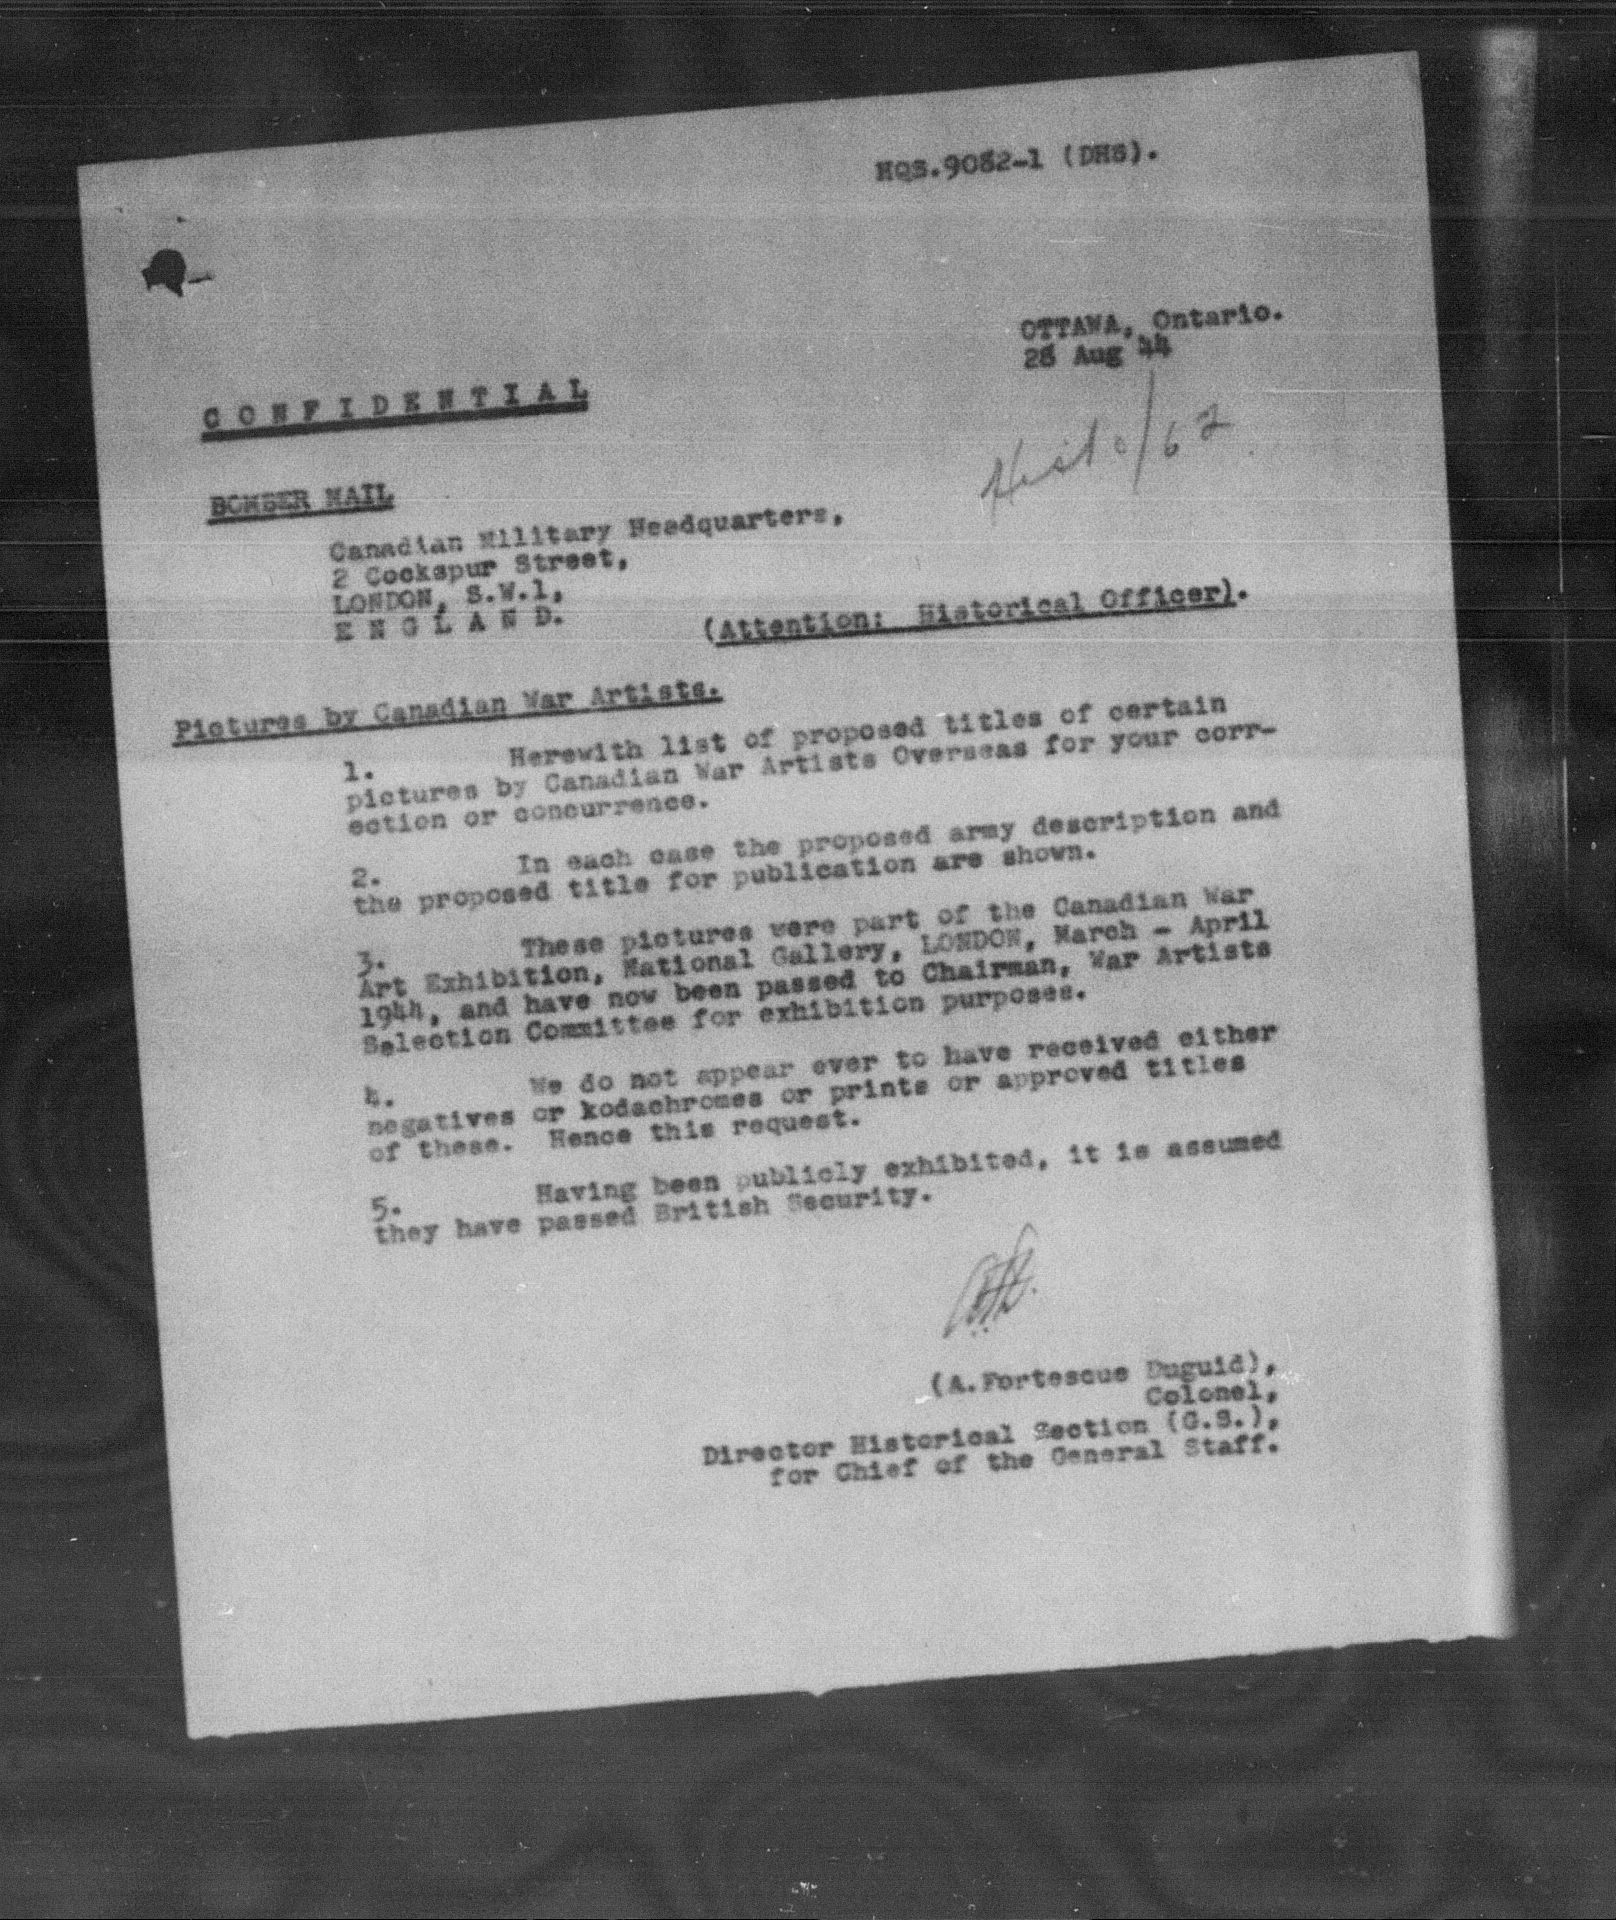 HQS.9082-1 (DHS).
OTTAWA, Ontario.
28 Aug 44
C O N F I D E N T I A L
BOMBER MAIL
Canadian Military Headquarters,
2 Cockspur Street,
LONDON, S.W.1,
E N G L A N D.
(Attention: Historical Officer).
Pictures by Canadian War Artists.
1. Herewith list of proposed titles of certain
pictures by Canadian War Artists Overseas for your corr-
ection or concurrence.
2. In each case the proposed army description and
the proposed title for publication are shown.
3. These pictures were part of the Canadian War
Art Exhibition, National Gallery, LONDON, March - April
1944, and have now been passed to Chairman, War Artists
Selection Committee for exhibition purposes.
4. We do not appear ever to have received either
negatives or kodachromes or prints or approved titles
of these. Hence this request.
5. Having been publicly exhibited, it is assumed
they have passed British Security.
(A.Fortescue Duguid),
Colonel,
Director Historical Section (G.S.),
for Chief of the General Staff.